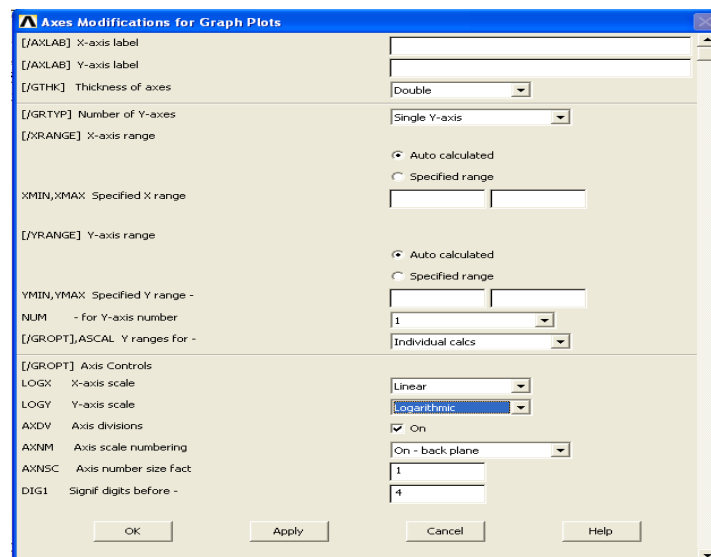 Axes Modifications for Graph Plots
[/AXLAB] X-axis label
[/AXLAB] Y-axis label
[/GTHK] Thickness of axes Double
[/GRTYP] Number of Y-axes Single Y-axis
[/XRANGE] X-axis range
Auto calculated
Specified range
XMIN,XMAX Specified X range
[/YRANGE] Y-axis range
Auto calculated
Specified range
YMIN,YMAX Specified Y range -
NUM - for Y-axis number 1
[/GROPT],ASCAL Y ranges for - Individual calcs
[/GROPT] Axis Controls
LOGX X-axis scale Linear
LOGY Y-axis scale Logarithmic
AXDV Axis divisions On
AXNM Axis scale numbering On - back plane
AXNSC Axis number size fact 1
DIG1 Signif digits before - 4
OK Apply Cancel Help